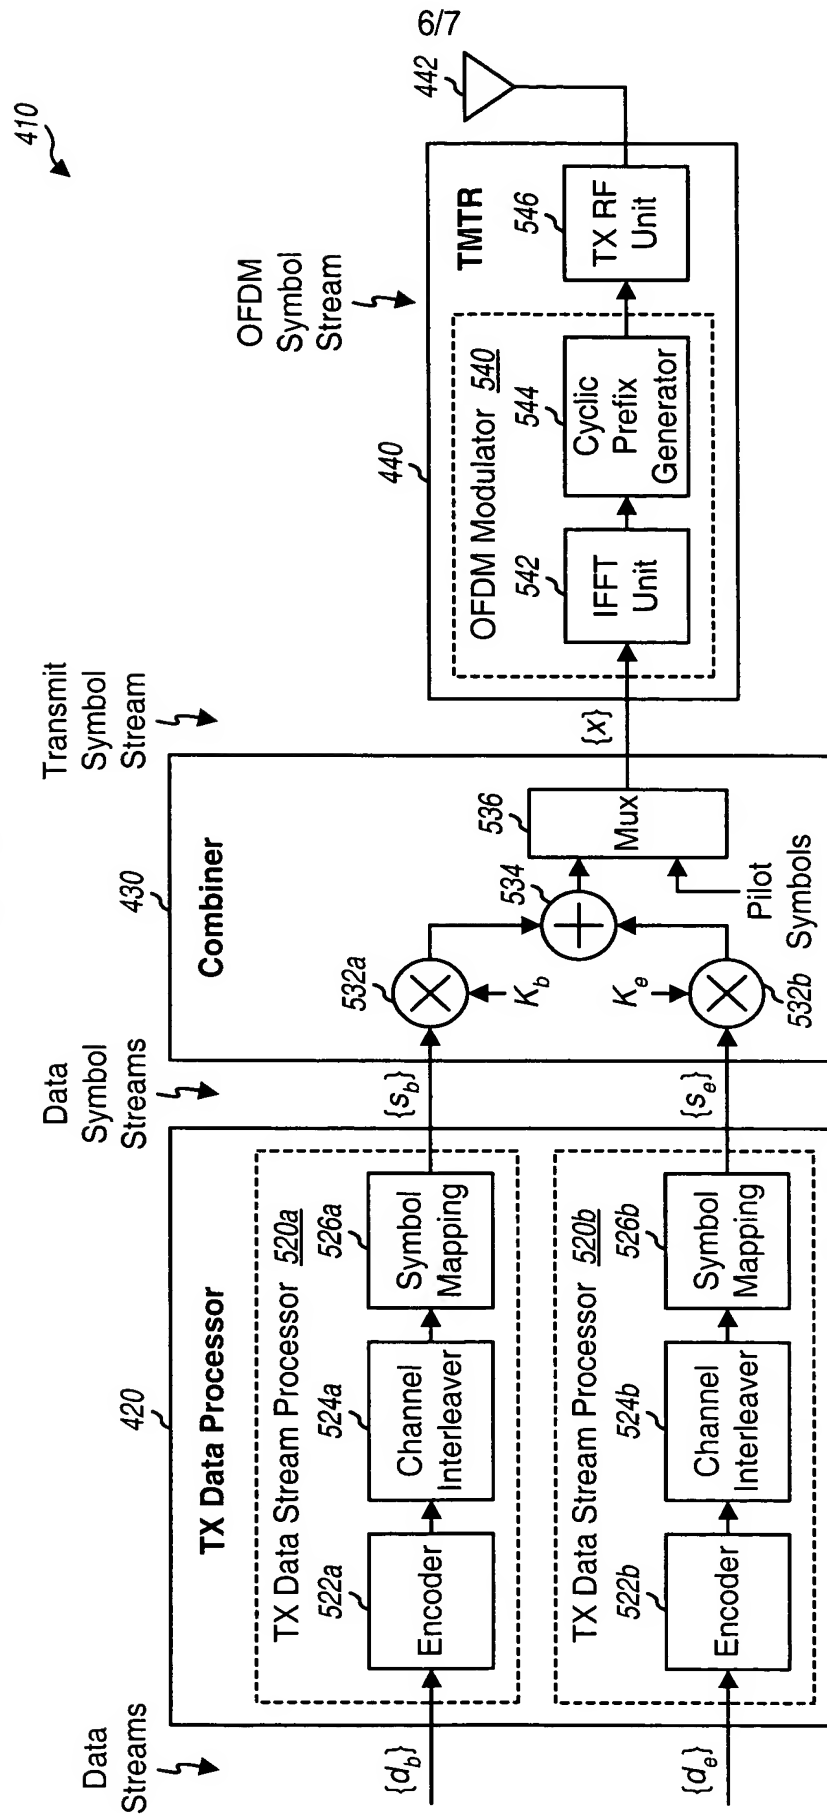 6/7
410
Data
Streams
Data
Symbol
Streams
Transmit
Symbol
Stream
OFDM
Symbol
Stream
420
TX Data Processor
TX Data Stream Processor 520a
522a
Encoder
524a
Channel
Interleaver
526a
Symbol
Mapping
{d_b}
{s_b}
TX Data Stream Processor 520b
522b
Encoder
524b
Channel
Interleaver
526b
Symbol
Mapping
{d_e}
{s_e}
430
Combiner
532a
K_b
K_e
532b
534
536
Mux
Pilot
Symbols
{x}
440
TMTR
OFDM Modulator 540
542
IFFT
Unit
544
Cyclic
Prefix
Generator
546
TX RF
Unit
442